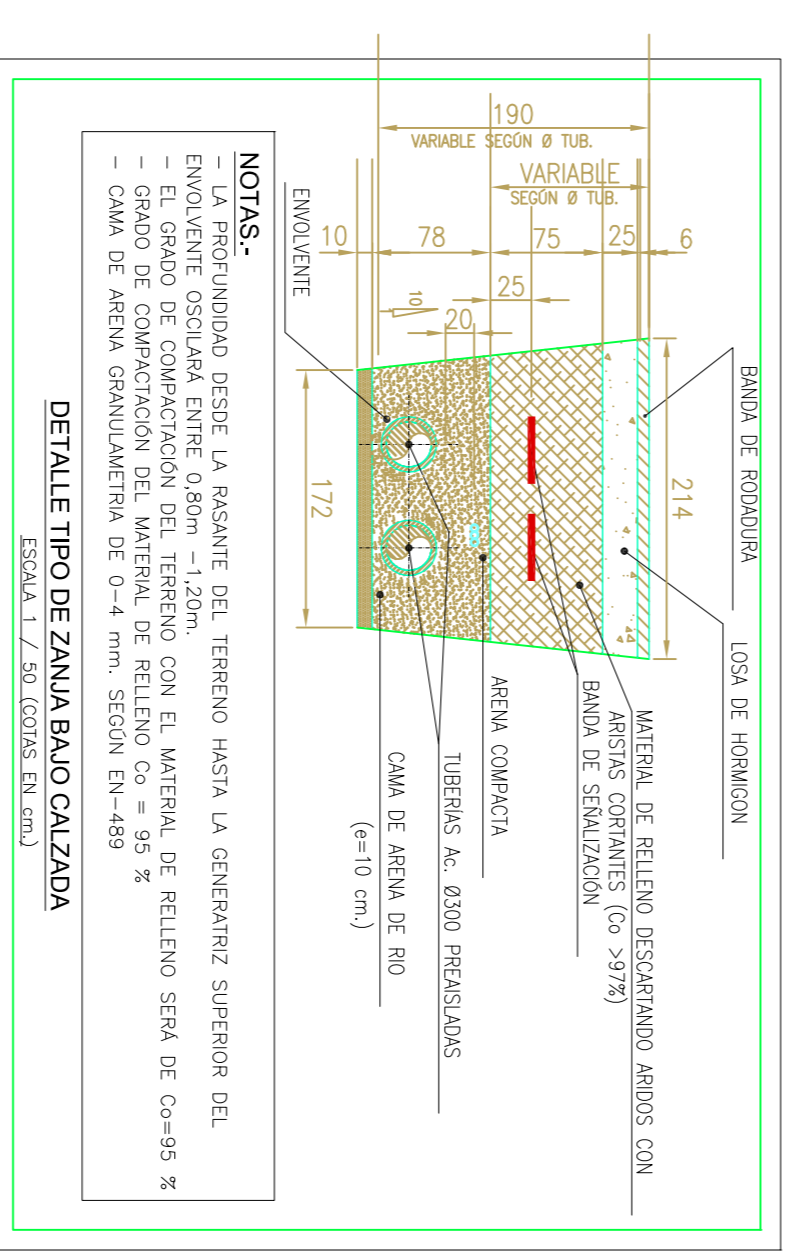 BANDA DE RODADURA
LOSA DE HORMIGON
MATERIAL DE RELLENO DESCARTANDO ARIDOS CON
ARISTAS CORTANTES (Co >97%)
BANDA DE SEÑALIZACIÓN
ARENA COMPACTA
TUBERÍAS Ac. Ø300 PREAISLADAS
CAMA DE ARENA DE RIO
(e=10 cm.)
214
6
25
75
78
10
VARIABLE
SEGÚN Ø TUB.
190
VARIABLE SEGÚN Ø TUB.
25
20
10
172
ENVOLVENTE
NOTAS.-
- LA PROFUNDIDAD DESDE LA RASANTE DEL TERRENO HASTA LA GENERATRIZ SUPERIOR DEL
ENVOLVENTE OSCILARÁ ENTRE 0,80m -1,20m.
- EL GRADO DE COMPACTACIÓN DEL TERRENO CON EL MATERIAL DE RELLENO SERÁ DE Co=95 %
- GRADO DE COMPACTACIÓN DEL MATERIAL DE RELLENO Co = 95 %
- CAMA DE ARENA GRANULAMETRIA DE 0-4 mm. SEGÚN EN-489
DETALLE TIPO DE ZANJA BAJO CALZADA
ESCALA 1 / 50 (COTAS EN cm.)